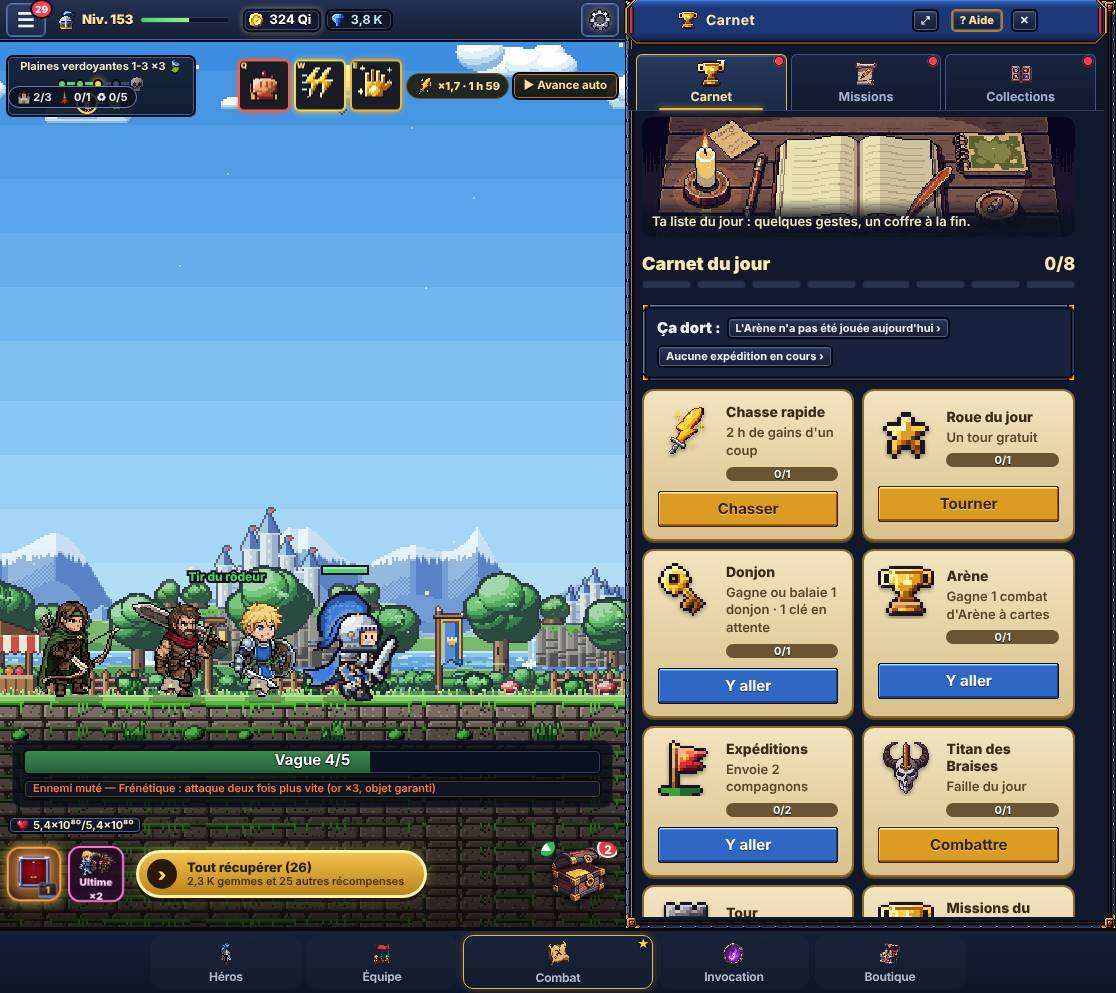 29
Niv. 153
324 Qi
3,8 K
Plaines verdoyantes 1-3 ×3
2/3 0/1 0/5
Q
W
E
×1,7 · 1 h 59
Avance auto
Tir du rôdeur
Vague 4/5
Ennemi muté — Frénétique : attaque deux fois plus vite (or ×3, objet garanti)
5,4×10⁸⁰/5,4×10⁸⁰
1
Ultime
×2
Tout récupérer (26)
2,3 K gemmes et 25 autres récompenses
2
Carnet
? Aide
Carnet
Missions
Collections
Ta liste du jour : quelques gestes, un coffre à la fin.
Carnet du jour
0/8
Ça dort :
L'Arène n'a pas été jouée aujourd'hui ›
Aucune expédition en cours ›
Chasse rapide
2 h de gains d'un
coup
0/1
Chasser
Roue du jour
Un tour gratuit
0/1
Tourner
Donjon
Gagne ou balaie 1
donjon · 1 clé en
attente
0/1
Y aller
Arène
Gagne 1 combat
d'Arène à cartes
0/1
Y aller
Expéditions
Envoie 2
compagnons
0/2
Y aller
Titan des
Braises
Faille du jour
0/1
Combattre
Tour
Missions du
Héros
Équipe
Combat
Invocation
Boutique